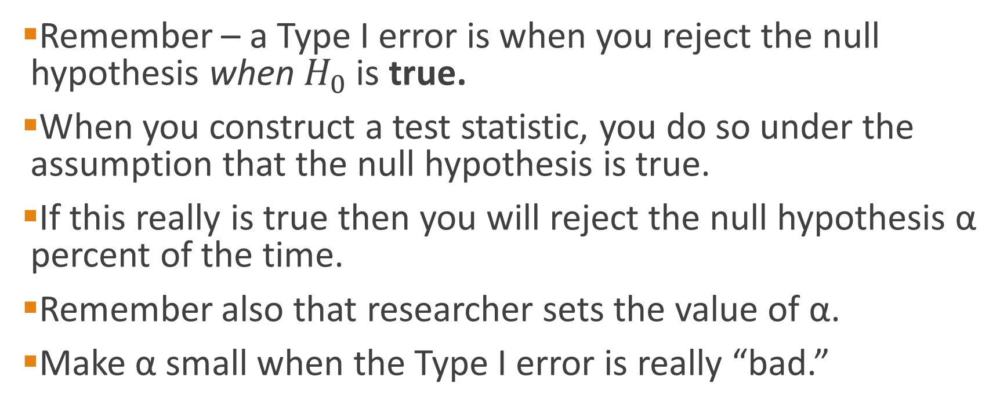 ▪Remember – a Type I error is when you reject the null
hypothesis when H₀ is true.
▪When you construct a test statistic, you do so under the
assumption that the null hypothesis is true.
▪If this really is true then you will reject the null hypothesis α
percent of the time.
▪Remember also that researcher sets the value of α.
▪Make α small when the Type I error is really “bad.”